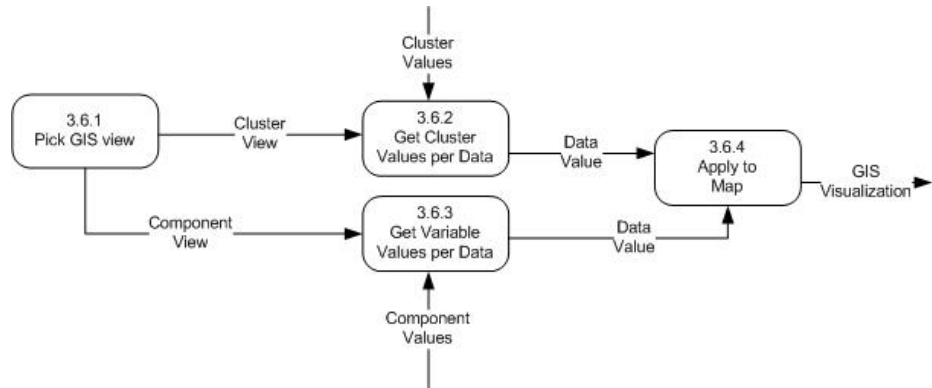 Cluster
Values
3.6.1
Pick GIS view
Cluster
View
3.6.2
Get Cluster
Values per Data
Data
Value
3.6.4
Apply to
Map
GIS
Visualization
Component
View
3.6.3
Get Variable
Values per Data
Data
Value
Component
Values